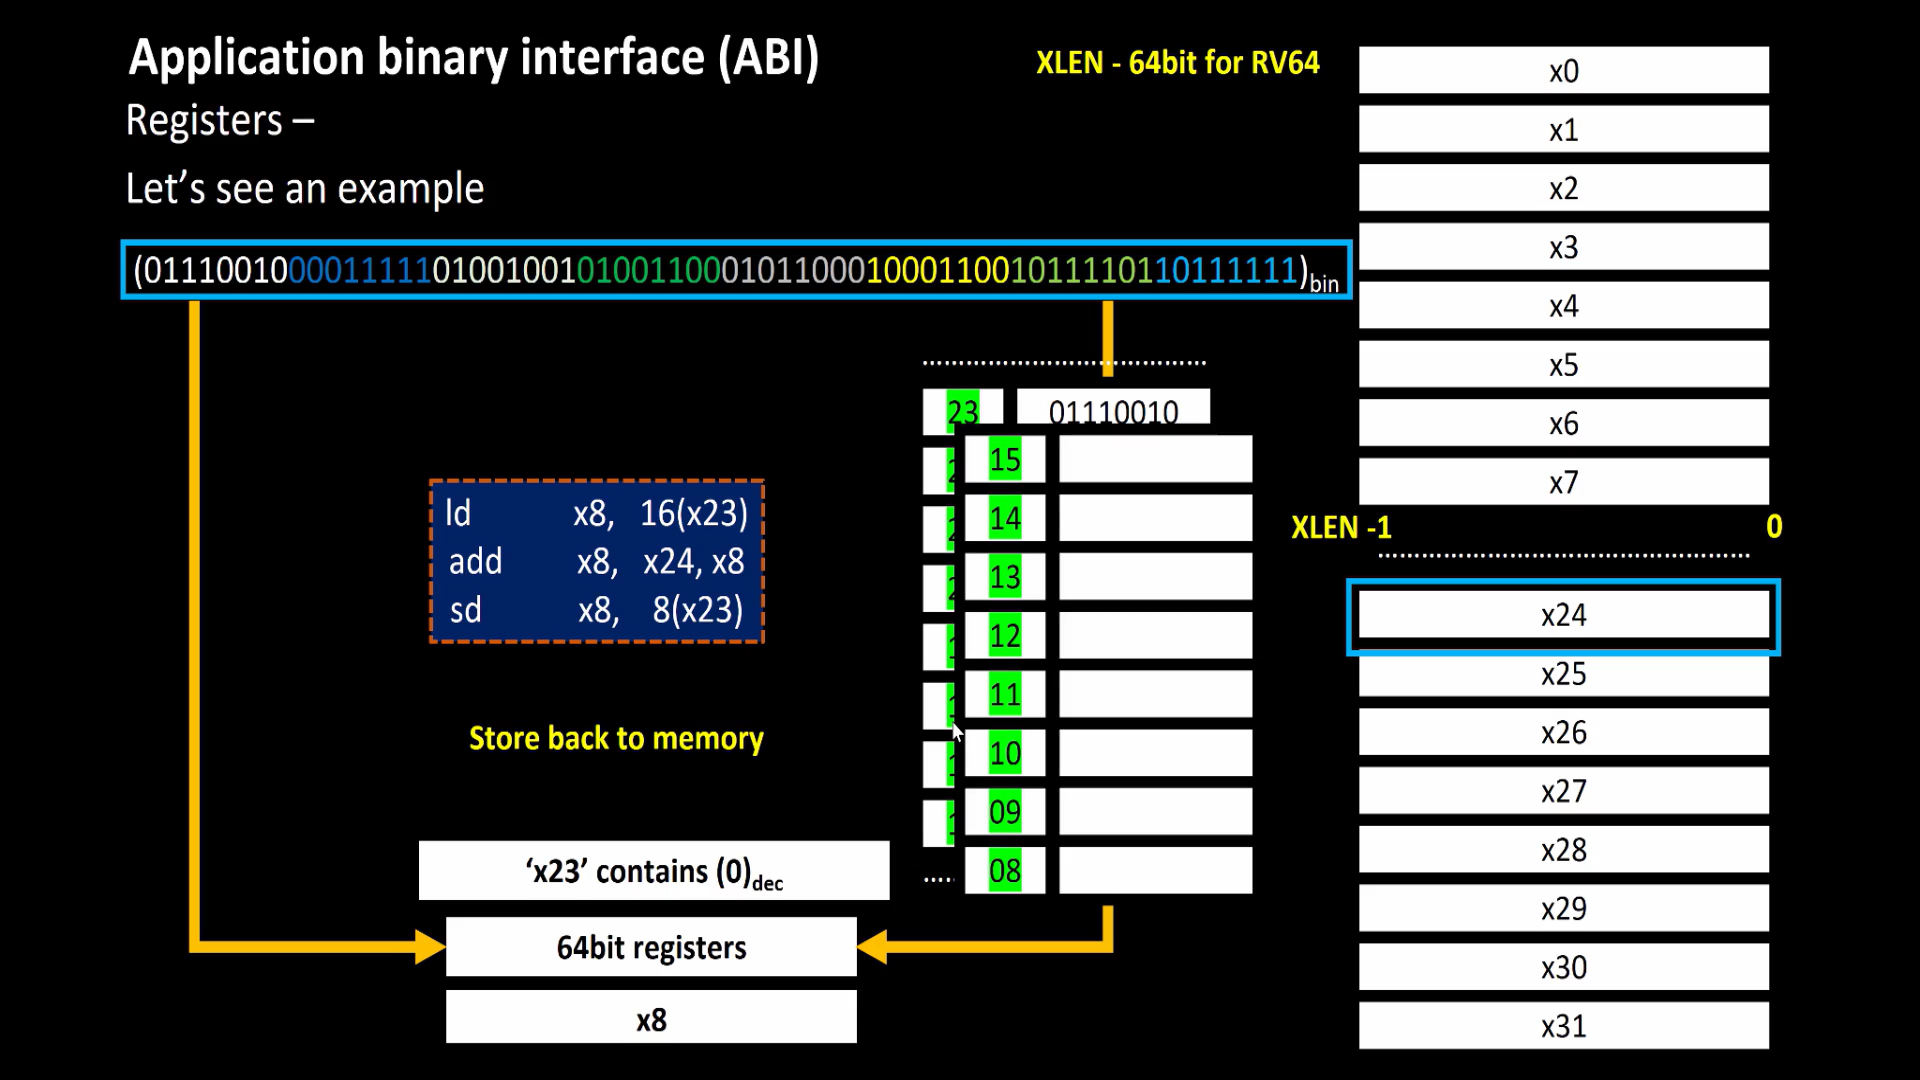 Application binary interface (ABI)
XLEN - 64bit for RV64
Registers –
Let’s see an example
(0111001000011111010010010100110001011000100011001011110110111111)bin
23 01110010
15
14
13
12
11
10
09
08
ld x8, 16(x23)
add x8, x24, x8
sd x8, 8(x23)
Store back to memory
‘x23’ contains (0)dec
64bit registers
x8
x0
x1
x2
x3
x4
x5
x6
x7
XLEN -1 0
x24
x25
x26
x27
x28
x29
x30
x31